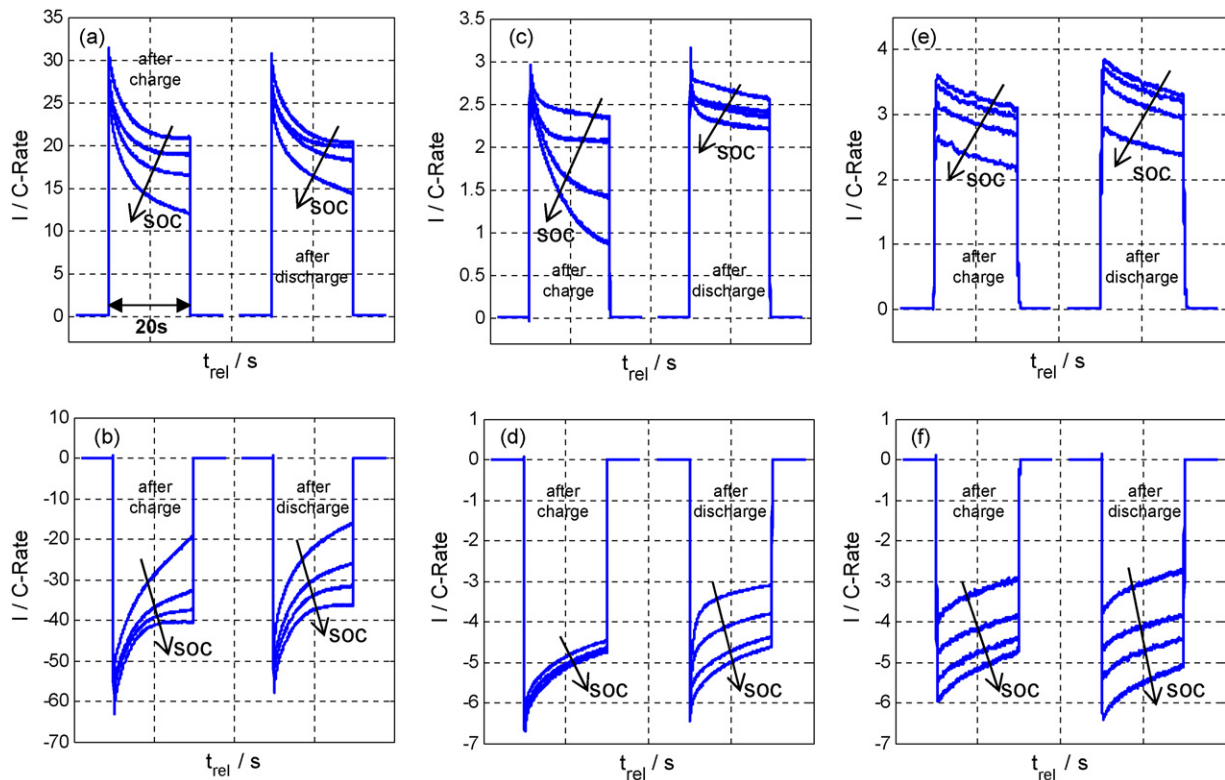 (a)
35
30
25
20
15
10
5
0
I / C-Rate
after
charge
SOC
SOC
after
discharge
20s
t_rel / s
(c)
3.5
3
2.5
2
1.5
1
0.5
0
I / C-Rate
SOC
SOC
after
charge
after
discharge
t_rel / s
(e)
4
3
2
1
0
I / C-Rate
SOC
SOC
after
charge
after
discharge
t_rel / s
(b)
10
0
-10
-20
-30
-40
-50
-60
-70
I / C-Rate
after
charge
after
discharge
SOC
SOC
t_rel / s
(d)
1
0
-1
-2
-3
-4
-5
-6
-7
I / C-Rate
after
charge
after
discharge
SOC
SOC
t_rel / s
(f)
1
0
-1
-2
-3
-4
-5
-6
-7
I / C-Rate
after
charge
after
discharge
SOC
SOC
t_rel / s